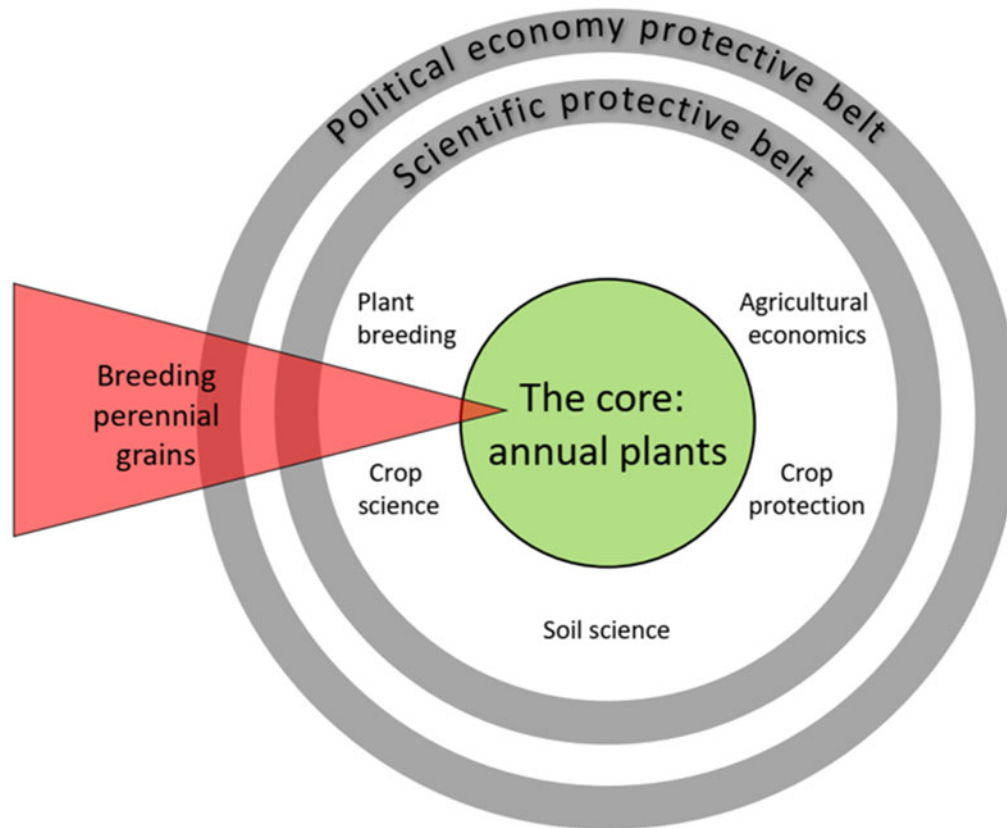 Political economy protective belt
Scientific protective belt
Plant
breeding
Agricultural
economics
Breeding
perennial
grains
The core:
annual plants
Crop
science
Crop
protection
Soil science